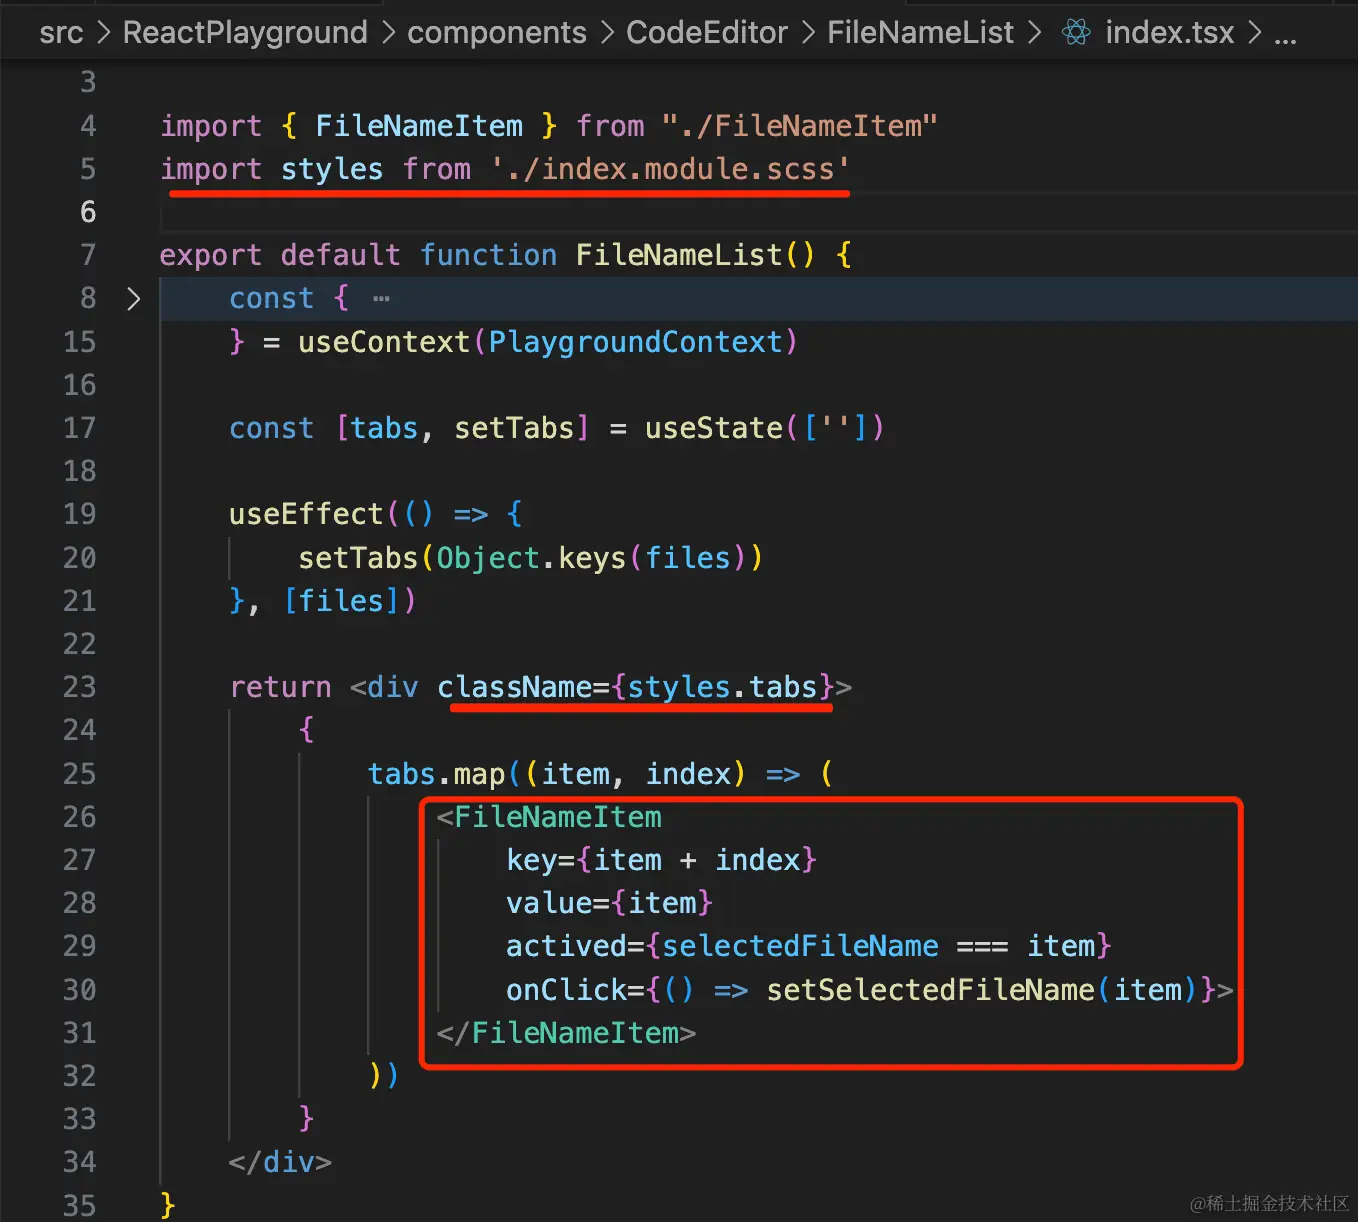 src > ReactPlayground > components > CodeEditor > FileNameList > index.tsx > ...
3
4 import { FileNameItem } from "./FileNameItem"
5 import styles from './index.module.scss'
6
7 export default function FileNameList() {
8 > const { ⋯
15 } = useContext(PlaygroundContext)
16
17 const [tabs, setTabs] = useState([''])
18
19 useEffect(() => {
20 setTabs(Object.keys(files))
21 }, [files])
22
23 return <div className={styles.tabs}>
24 {
25 tabs.map((item, index) => (
26 <FileNameItem
27 key={item + index}
28 value={item}
29 actived={selectedFileName === item}
30 onClick={() => setSelectedFileName(item)}>
31 </FileNameItem>
32 ))
33 }
34 </div>
35 }
@稀土掘金技术社区